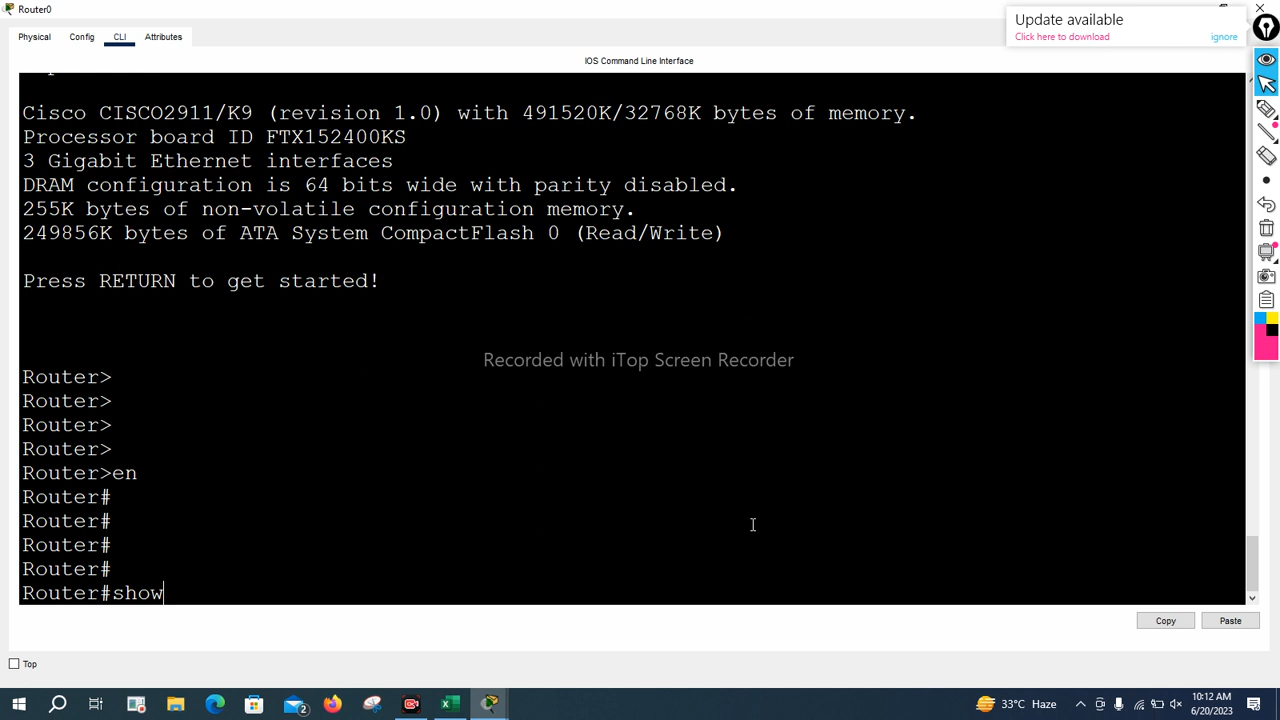 Router0
Update available
Click here to download
ignore
Physical
Config
CLI
Attributes
IOS Command Line Interface
Cisco CISCO2911/K9 (revision 1.0) with 491520K/32768K bytes of memory.
Processor board ID FTX152400KS
3 Gigabit Ethernet interfaces
DRAM configuration is 64 bits wide with parity disabled.
255K bytes of non-volatile configuration memory.
249856K bytes of ATA System CompactFlash 0 (Read/Write)
Press RETURN to get started!
Recorded with iTop Screen Recorder
Router>
Router>
Router>
Router>
Router>en
Router#
Router#
Router#
Router#
Router#show
Copy
Paste
Top
2
33°C Haze
10:12 AM
6/20/2023